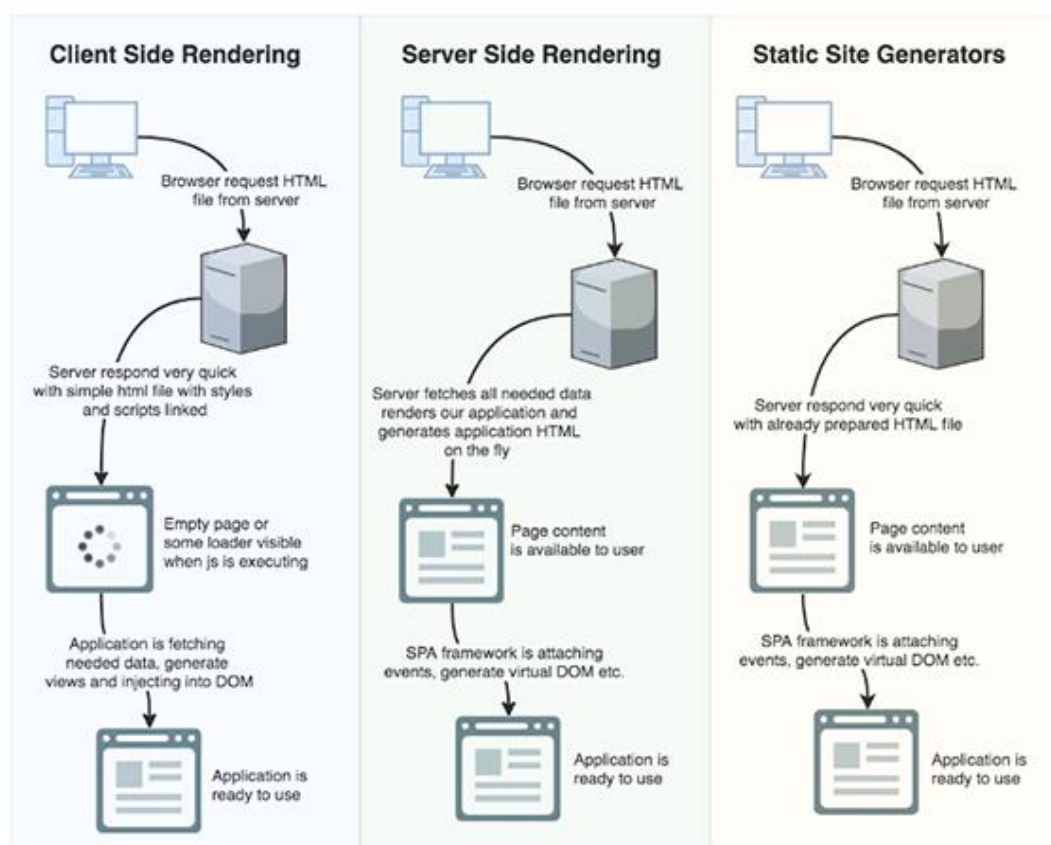 Client Side Rendering
Browser request HTML
file from server
Server respond very quick
with simple html file with styles
and scripts linked
Empty page or
some loader visible
when js is executing
Application is fetching
needed data, generate
views and injecting into DOM
Application is
ready to use
Server Side Rendering
Browser request HTML
file from server
Server fetches all needed data
renders our application and
generates application HTML
on the fly
Page content
is available to user
SPA framework is attaching
events, generate virtual DOM etc.
Application is
ready to use
Static Site Generators
Browser request HTML
file from server
Server respond very quick
with already prepared HTML file
Page content
is available to user
SPA framework is attaching
events, generate virtual DOM etc.
Application is
ready to use